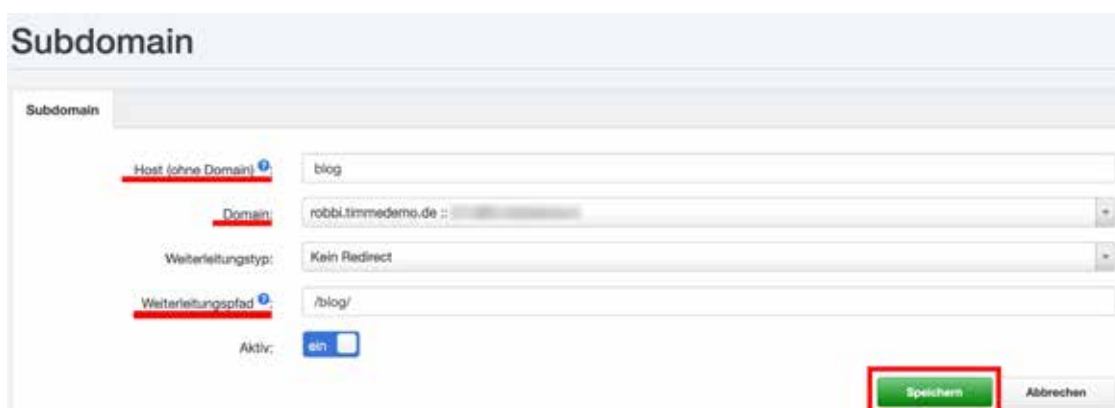 Subdomain
Subdomain
Host (ohne Domain) ?:
blog
Domain:
robbi.timmedemo.de ::
Weiterleitungstyp:
Kein Redirect
Weiterleitungspfad ?:
/blog/
Aktiv:
ein
Speichern
Abbrechen